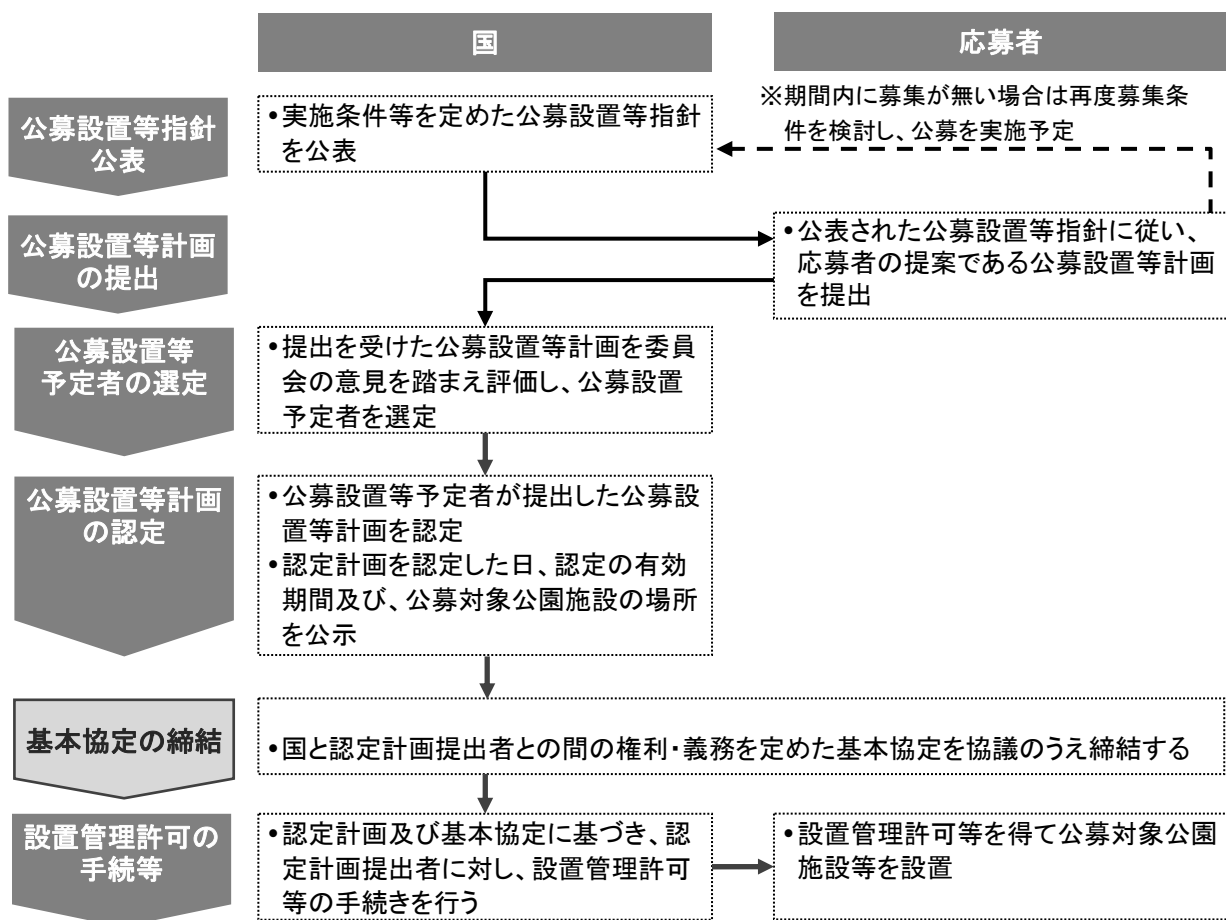 国
応募者
公募設置等指針
公表
•実施条件等を定めた公募設置等指針
を公表
※期間内に募集が無い場合は再度募集条
件を検討し、公募を実施予定
公募設置等計画
の提出
•公表された公募設置等指針に従い、
応募者の提案である公募設置等計画
を提出
公募設置等
予定者の選定
•提出を受けた公募設置等計画を委員
会の意見を踏まえ評価し、公募設置
予定者を選定
公募設置等計画
の認定
•公募設置等予定者が提出した公募設
置等計画を認定
•認定計画を認定した日、認定の有効
期間及び、公募対象公園施設の場所
を公示
基本協定の締結
•国と認定計画提出者との間の権利・義務を定めた基本協定を協議のうえ締結する
設置管理許可の
手続等
•認定計画及び基本協定に基づき、認
定計画提出者に対し、設置管理許可
等の手続きを行う
•設置管理許可等を得て公募対象公園
施設等を設置